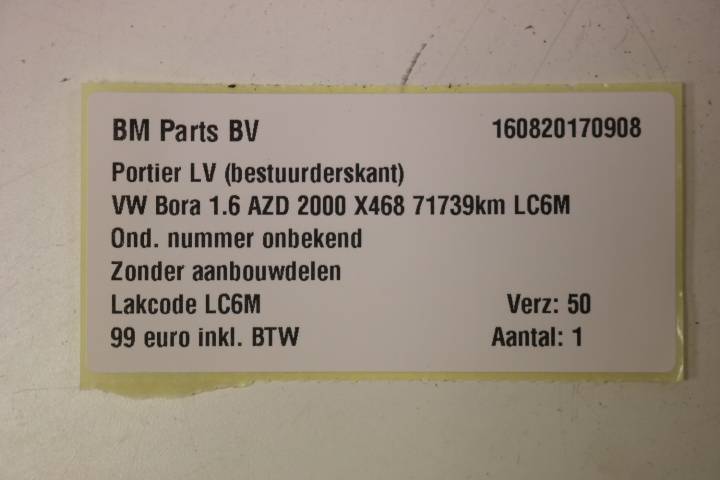 BM Parts BV 160820170908
Portier LV (bestuurderskant)
VW Bora 1.6 AZD 2000 X468 71739km LC6M
Ond. nummer onbekend
Zonder aanbouwdelen
Lakcode LC6M Verz: 50
99 euro inkl. BTW Aantal: 1